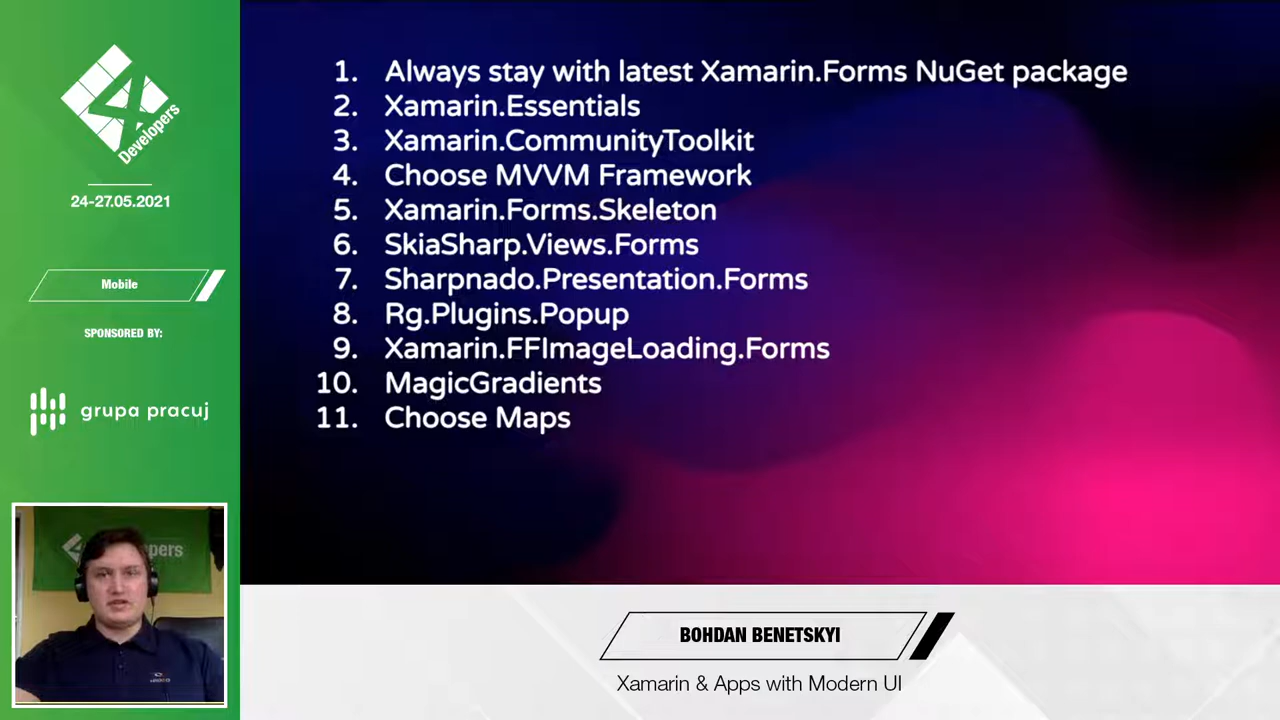 4
Developers
24-27.05.2021
Mobile
SPONSORED BY:
grupa pracuj
1. Always stay with latest Xamarin.Forms NuGet package
2. Xamarin.Essentials
3. Xamarin.CommunityToolkit
4. Choose MVVM Framework
5. Xamarin.Forms.Skeleton
6. SkiaSharp.Views.Forms
7. Sharpnado.Presentation.Forms
8. Rg.Plugins.Popup
9. Xamarin.FFImageLoading.Forms
10. MagicGradients
11. Choose Maps
BOHDAN BENETSKYI
Xamarin & Apps with Modern UI